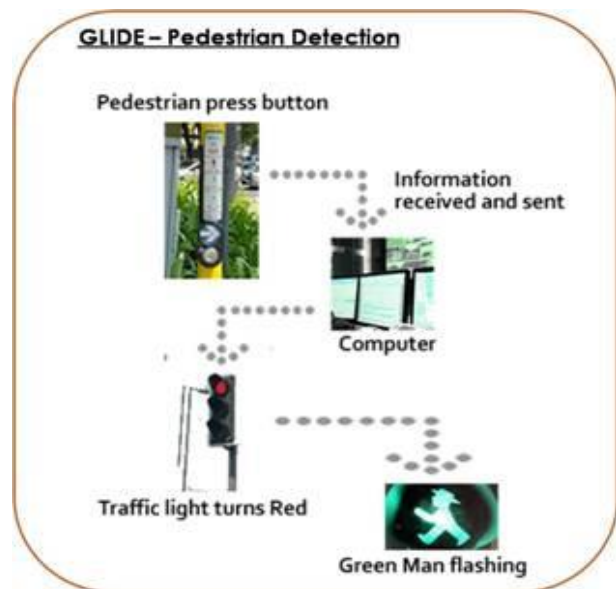 GLIDE – Pedestrian Detection
Pedestrian press button
Information
received and sent
Computer
Traffic light turns Red
Green Man flashing